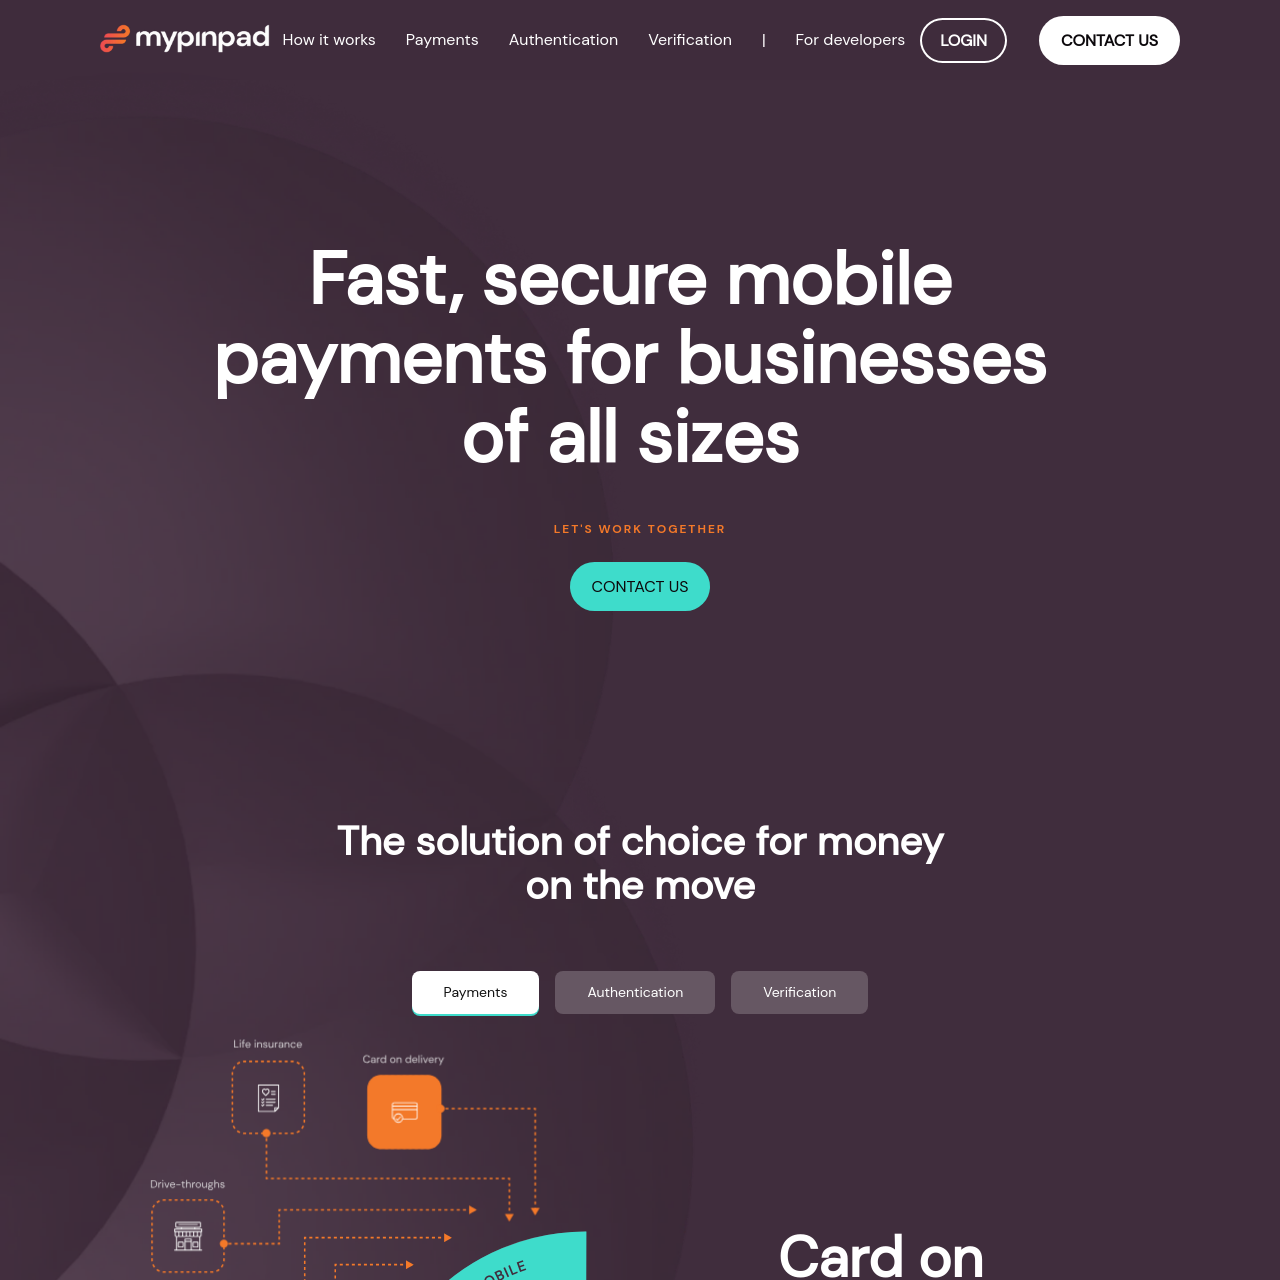 mypinpad
How it works Payments Authentication Verification | For developers LOGIN CONTACT US
Fast, secure mobile
payments for businesses
of all sizes
LET'S WORK TOGETHER
CONTACT US
The solution of choice for money
on the move
Payments Authentication Verification
Life insurance
Card on delivery
Drive-throughs
MOBILE
Card on